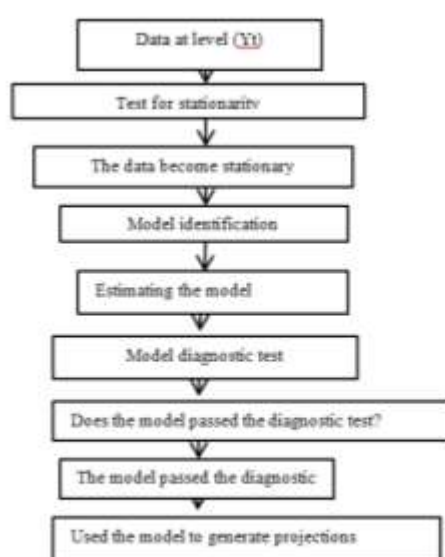 Data at level (Yt)
Test for stationarity
The data become stationary
Model identification
Estimating the model
Model diagnostic test
Does the model passed the diagnostic test?
The model passed the diagnostic
Used the model to generate projections